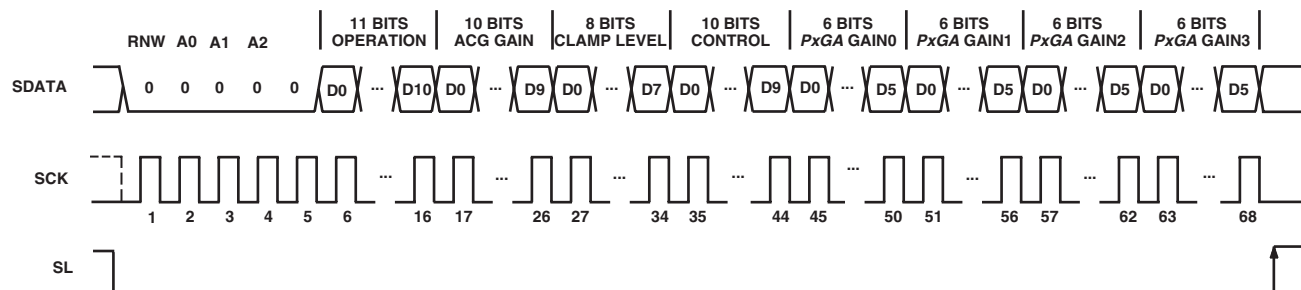 11 BITS 10 BITS 8 BITS 10 BITS 6 BITS 6 BITS 6 BITS 6 BITS
RNW A0 A1 A2 OPERATION ACG GAIN CLAMP LEVEL CONTROL PxGA GAIN0 PxGA GAIN1 PxGA GAIN2 PxGA GAIN3
SDATA 0 0 0 0 0 D0 ... D10 D0 ... D9 D0 ... D7 D0 ... D9 D0 ... D5 D0 ... D5 D0 ... D5 D0 ... D5
SCK ... ... ... ... ... ... ... ...
1 2 3 4 5 6 16 17 26 27 34 35 44 45 50 51 56 57 62 63 68
SL